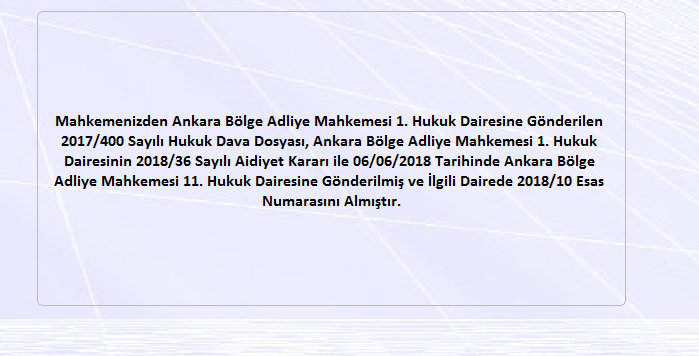 Mahkemenizden Ankara Bölge Adliye Mahkemesi 1. Hukuk Dairesine Gönderilen
2017/400 Sayılı Hukuk Dava Dosyası, Ankara Bölge Adliye Mahkemesi 1. Hukuk
Dairesinin 2018/36 Sayılı Aidiyet Kararı ile 06/06/2018 Tarihinde Ankara Bölge
Adliye Mahkemesi 11. Hukuk Dairesine Gönderilmiş ve İlgili Dairede 2018/10 Esas
Numarasını Almıştır.